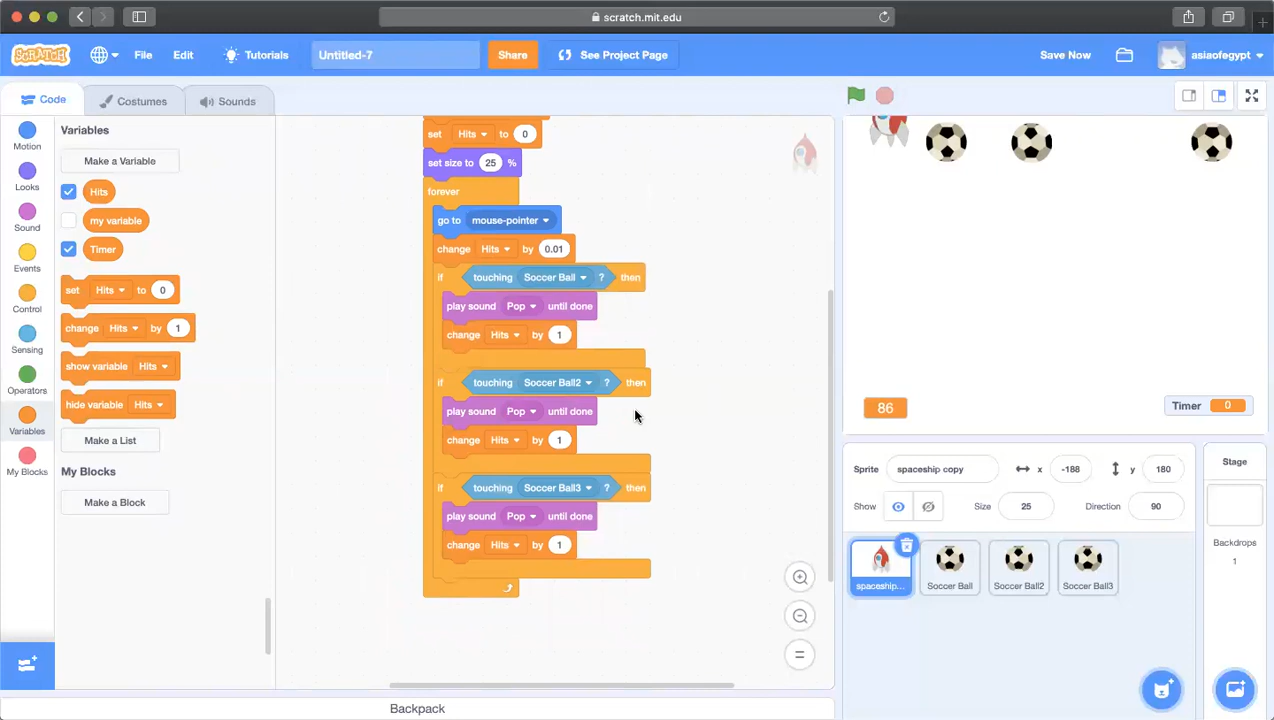 scratch.mit.edu
SCRATCH File Edit Tutorials Untitled-7 Share See Project Page Save Now asiaofegypt
Code Costumes Sounds
Motion
Looks
Sound
Events
Control
Sensing
Operators
Variables
My Blocks
Variables
Make a Variable
Hits
my variable
Timer
set Hits to 0
change Hits by 1
show variable Hits
hide variable Hits
Make a List
My Blocks
Make a Block
set Hits to 0
set size to 25 %
forever
go to mouse-pointer
change Hits by 0.01
if touching Soccer Ball ? then
play sound Pop until done
change Hits by 1
if touching Soccer Ball2 ? then
play sound Pop until done
change Hits by 1
if touching Soccer Ball3 ? then
play sound Pop until done
change Hits by 1
Backpack
86
Timer 0
Sprite spaceship copy x -188 y 180
Show Size 25 Direction 90
spaceship... Soccer Ball Soccer Ball2 Soccer Ball3
Stage
Backdrops
1